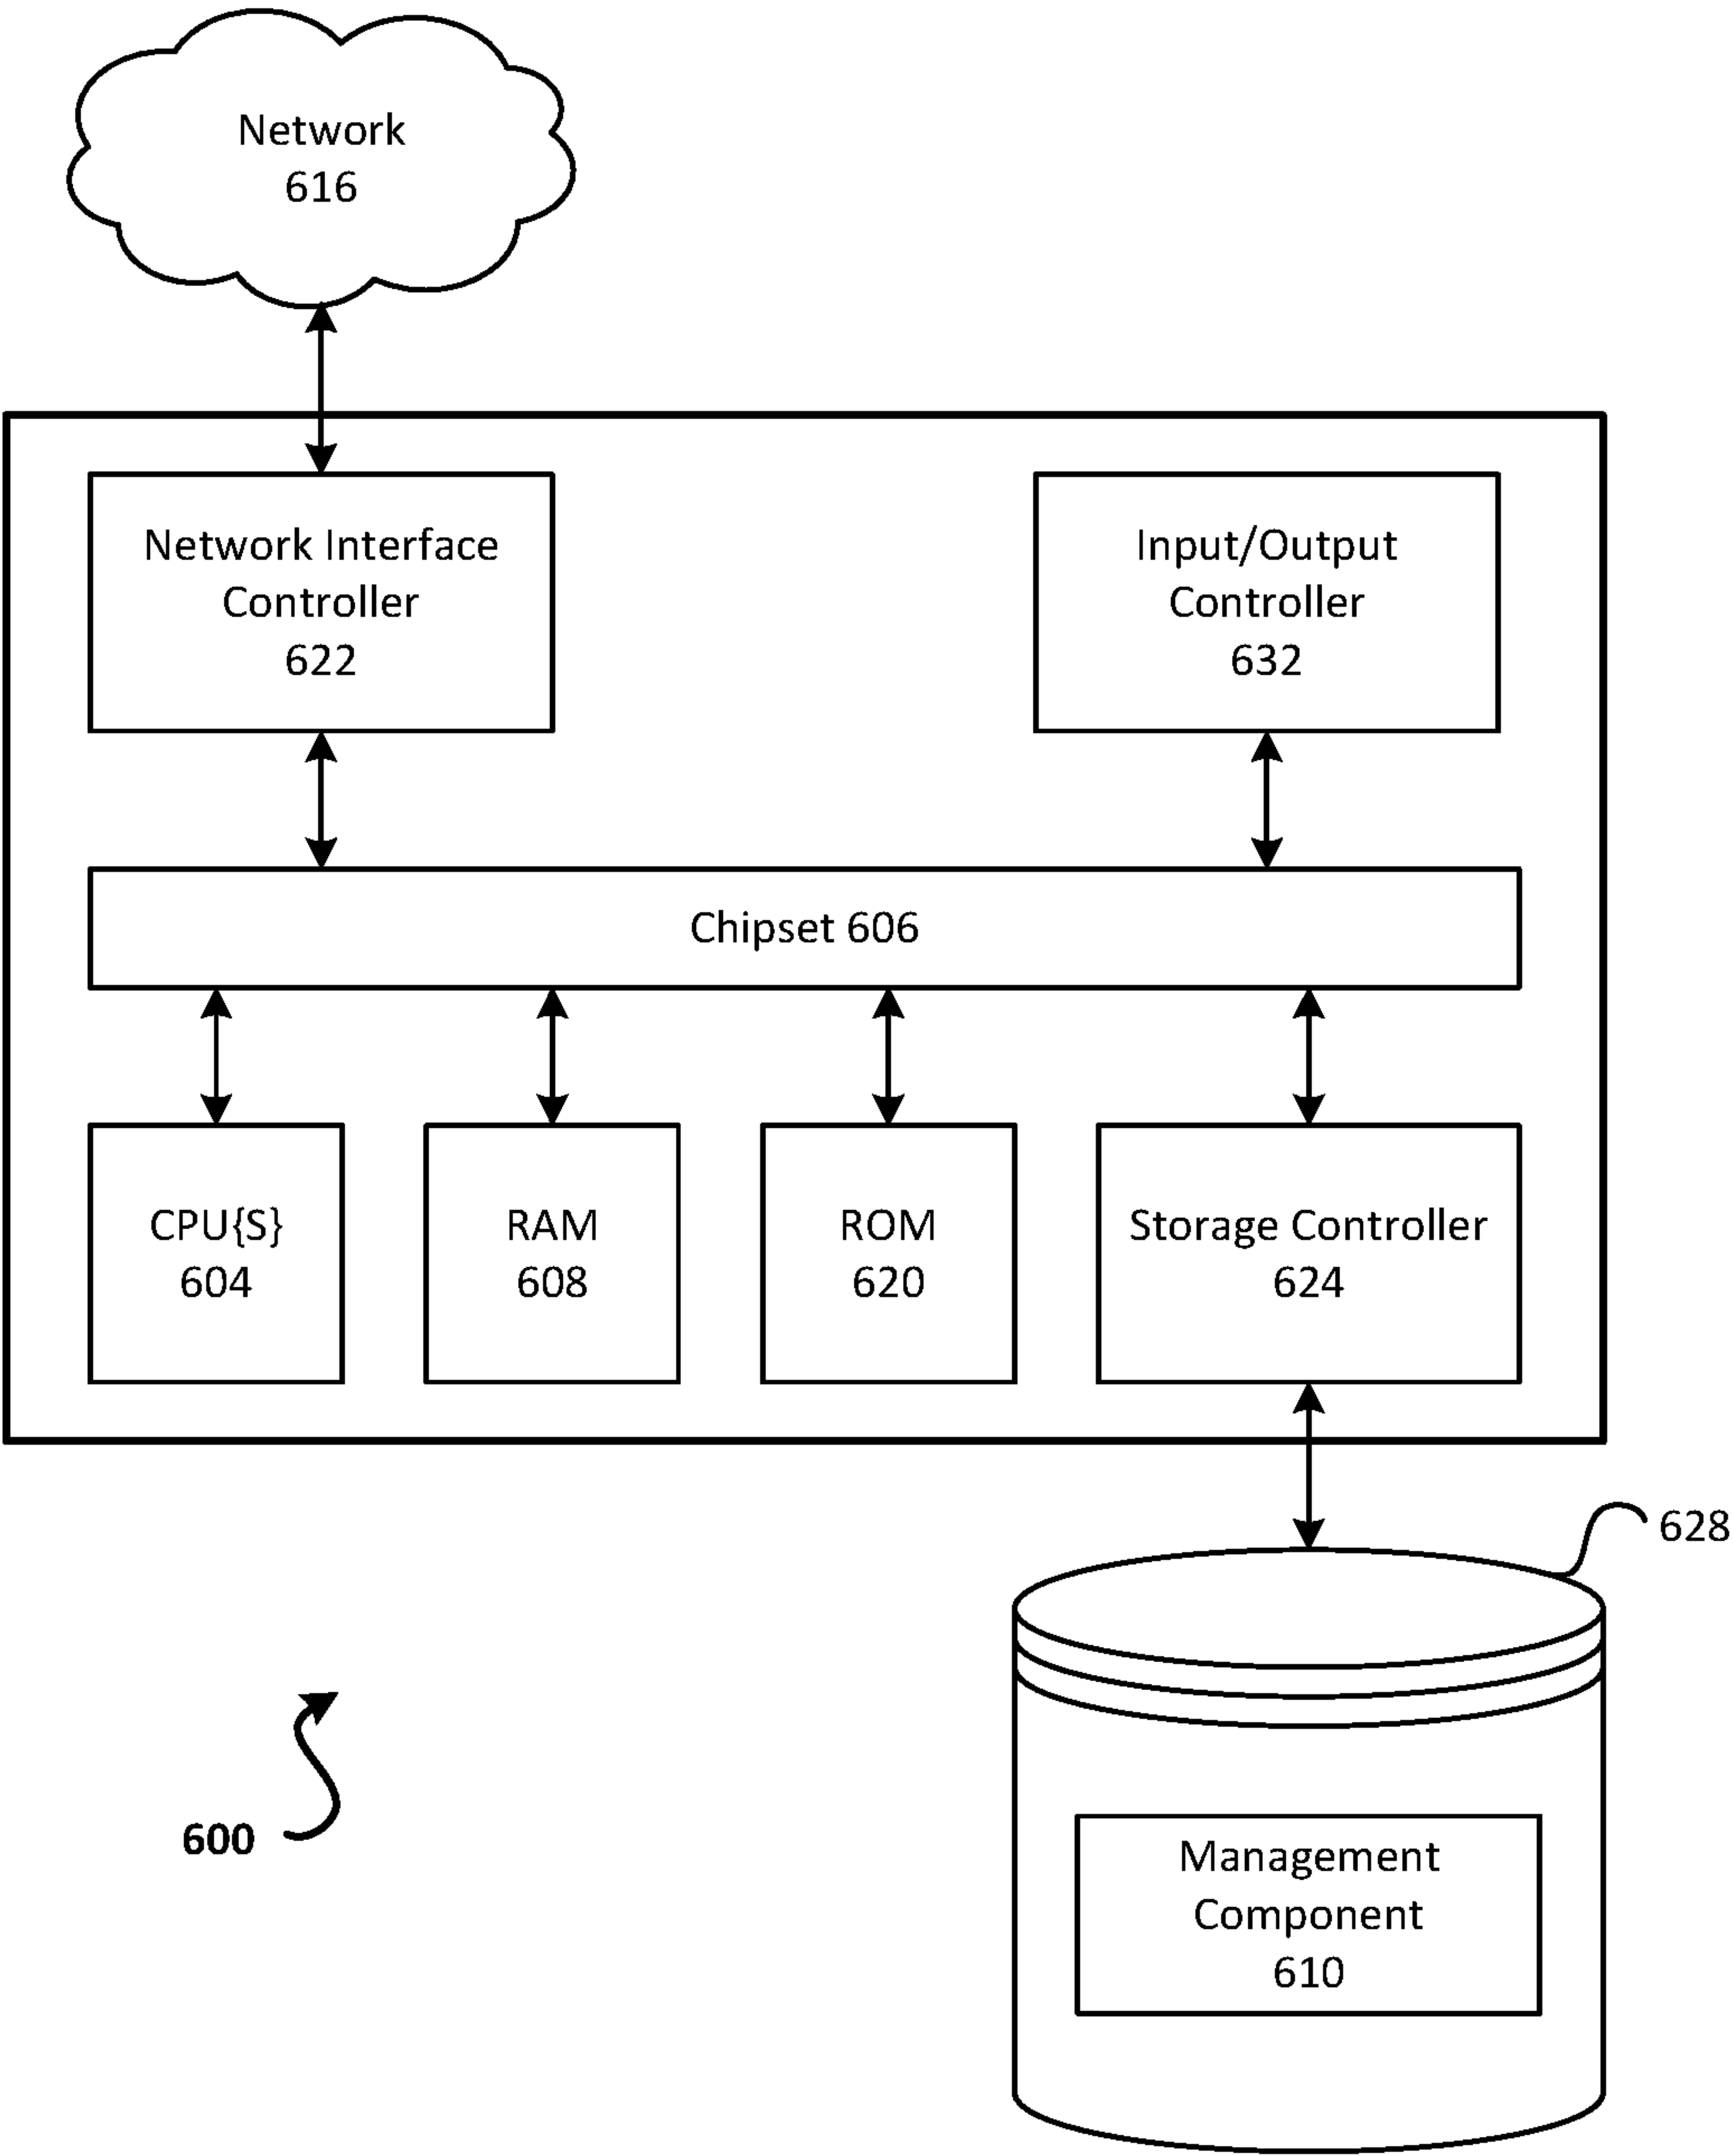 Network
616
Network Interface
Controller
622
Input/Output
Controller
632
Chipset 606
CPU{S}
604
RAM
608
ROM
620
Storage Controller
624
628
600
Management
Component
610